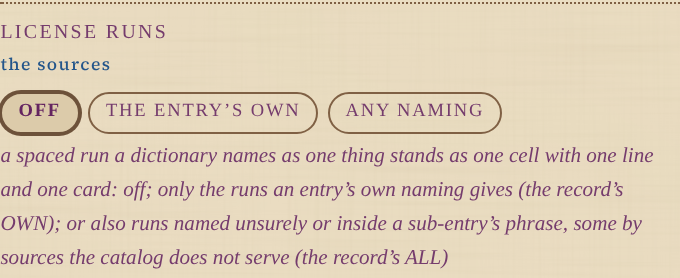 LICENSE RUNS
the sources
OFF THE ENTRY’S OWN ANY NAMING
a spaced run a dictionary names as one thing stands as one cell with one line
and one card: off; only the runs an entry’s own naming gives (the record’s
OWN); or also runs named unsurely or inside a sub-entry’s phrase, some by
sources the catalog does not serve (the record’s ALL)